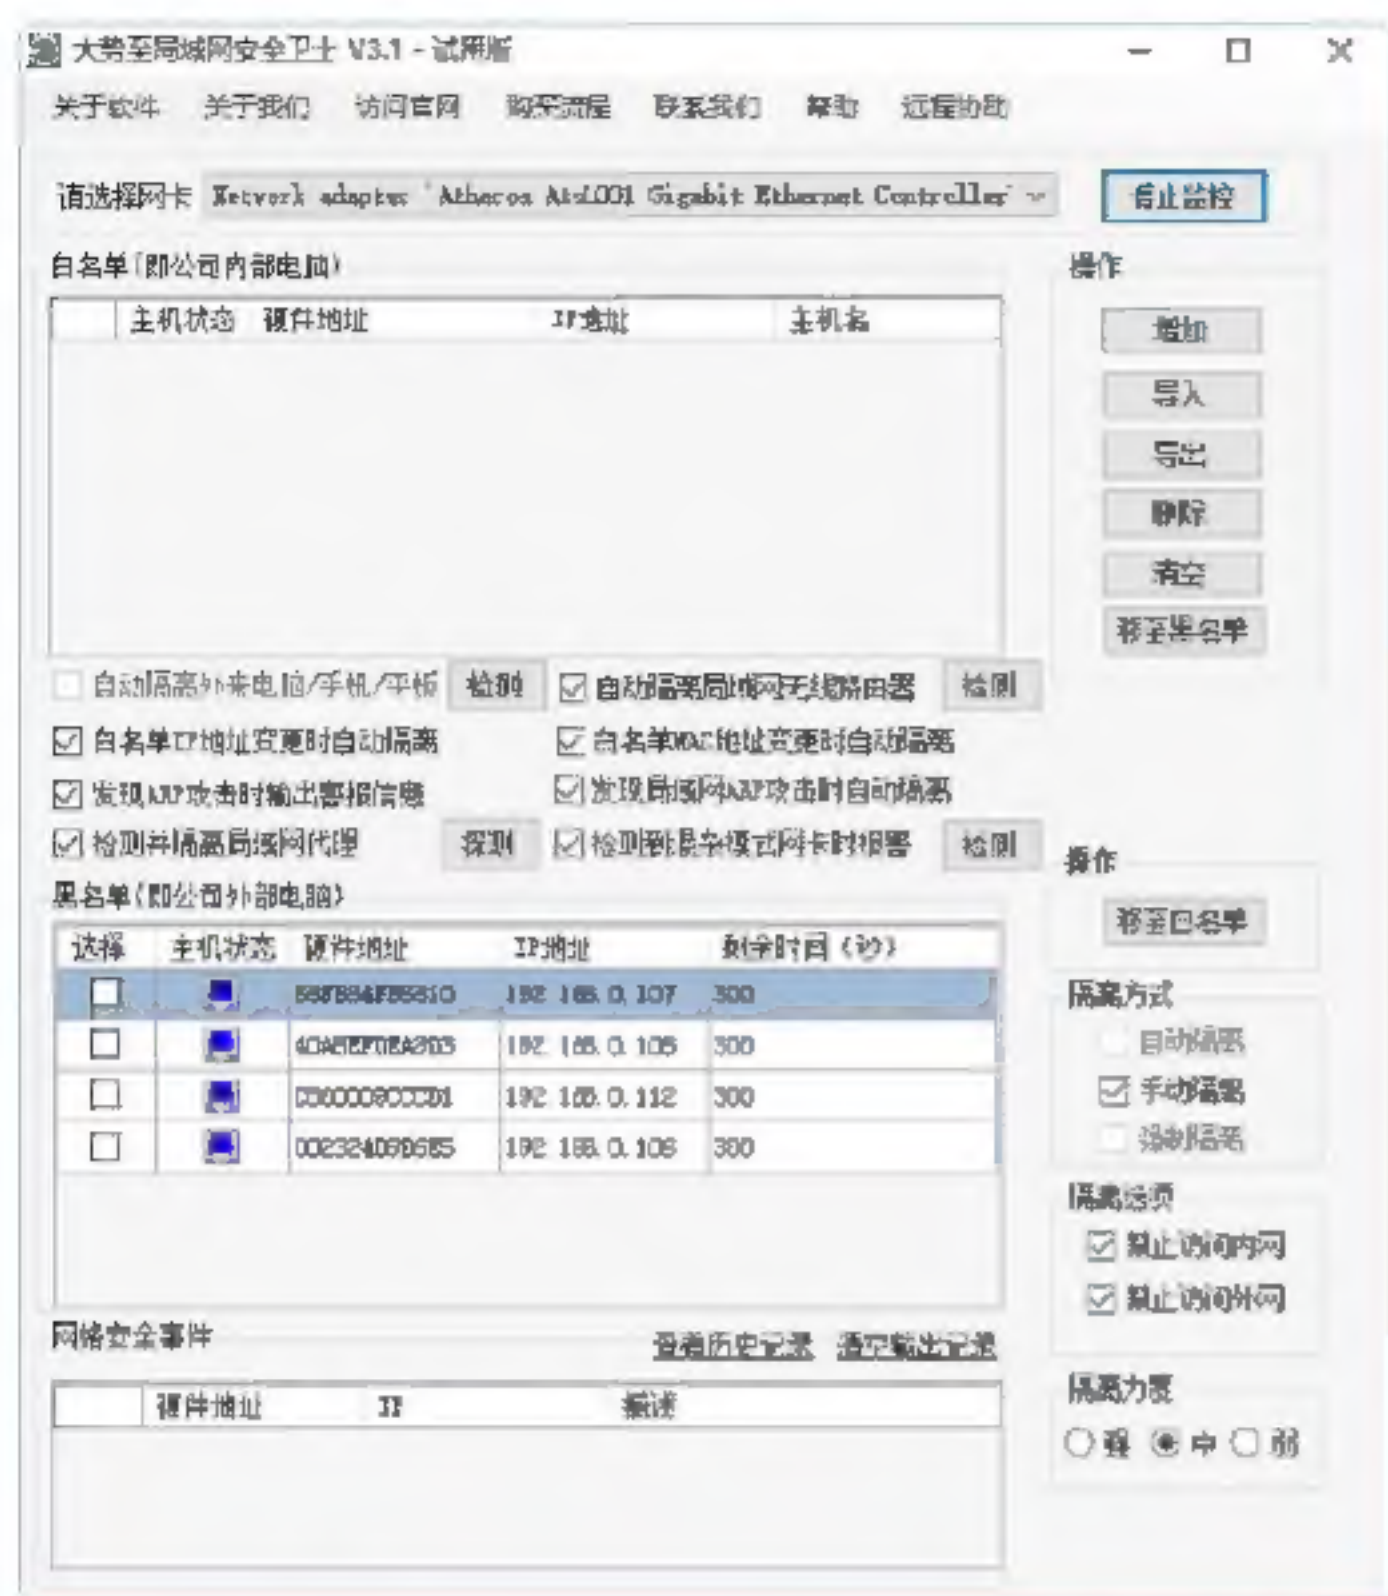 大势至局域网安全卫士 V3.1 - 试用版
关于软件 关于我们 访问官网 购买流程 联系我们 帮助 远程协助
请选择网卡 Network adapter 'Atheros Gigabit Ethernet Controller' 停止监控
白名单(即公司内部电脑) 操作
主机状态 硬件地址 IP地址 主机名
增加
导入
导出
删除
清空
移至黑名单
自动隔离外来电脑/手机/平板 检测 自动隔离局域网无线路由器 检测
白名单IP地址变更时自动隔离 白名单MAC地址变更时自动隔离
发现ARP攻击时输出警报信息 发现局域网ARP攻击时自动隔离
检测并隔离局域网代理 探测 检测到混杂模式网卡时报警 检测
操作
黑名单(即公司外部电脑)
移至白名单
选择 主机状态 硬件地址 IP地址 剩余时间(秒)
192.168.0.107 300
192.168.0. 300
192.168.0.112 300
192.168.0. 300
隔离方式
自动隔离
手动隔离
强制隔离
隔离选项
禁止访问内网
禁止访问外网
网络安全事件 查看历史记录 清空输出记录
硬件地址 IP 描述
隔离力度
强 中 弱